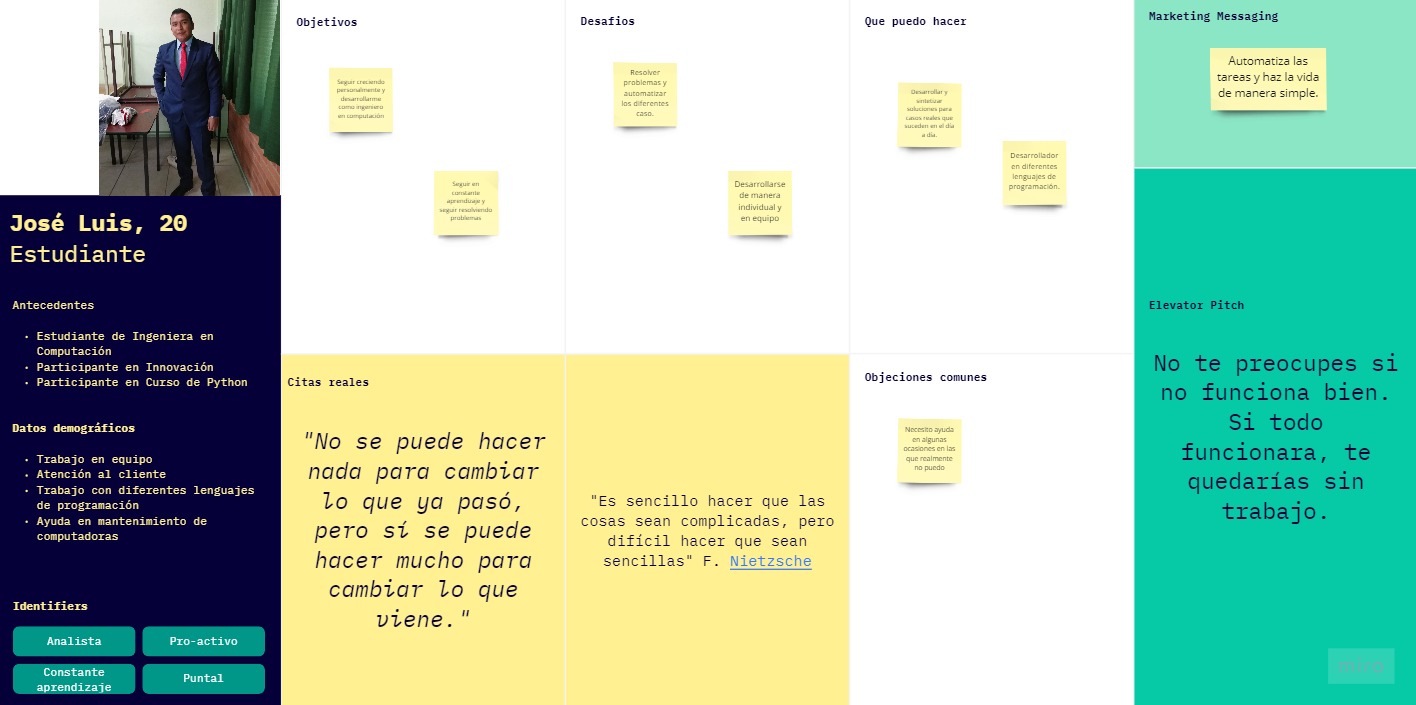 José Luis, 20
Estudiante
Antecedentes
• Estudiante de Ingeniera en
Computación
• Participante en Innovación
• Participante en Curso de Python
Datos demográficos
• Trabajo en equipo
• Atención al cliente
• Trabajo con diferentes lenguajes
de programación
• Ayuda en mantenimiento de
computadoras
Identifiers
Analista
Pro-activo
Constante
aprendizaje
Puntal
Objetivos
Seguir creciendo
personalmente y
desarrollarme
como ingeniero
en computación
Seguir en
constante
aprendizaje y
seguir resolviendo
problemas
Desafios
Resolver
problemas y
automatizar
los diferentes
caso.
Desarrollarse
de manera
individual y
en equipo
Que puedo hacer
Desarrollar y
sintetizar
soluciones para
casos reales que
suceden en el día
a día.
Desarrollador
en diferentes
lenguajes de
programación.
Marketing Messaging
Automatiza las
tareas y haz la vida
de manera simple.
Citas reales
"No se puede hacer
nada para cambiar
lo que ya pasó,
pero sí se puede
hacer mucho para
cambiar lo que
viene."
"Es sencillo hacer que las
cosas sean complicadas, pero
difícil hacer que sean
sencillas" F. Nietzsche
Objeciones comunes
Necesito ayuda
en algunas
ocasiones en las
que realmente
no puedo
Elevator Pitch
No te preocupes si
no funciona bien.
Si todo
funcionara, te
quedarías sin
trabajo.
miro